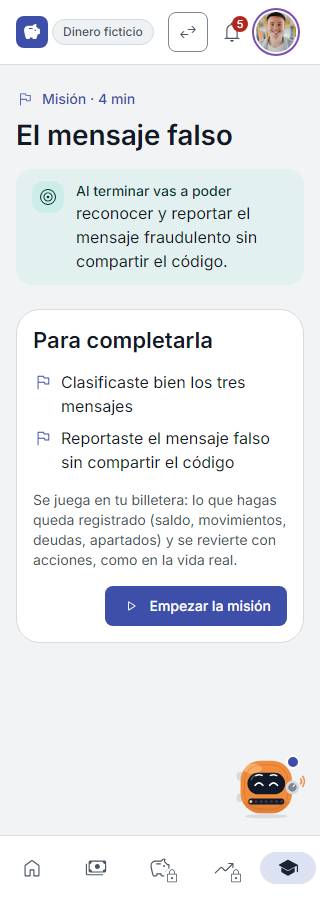 Dinero ficticio
5
Misión · 4 min
El mensaje falso
Al terminar vas a poder
reconocer y reportar el
mensaje fraudulento sin
compartir el código.
Para completarla
Clasificaste bien los tres
mensajes
Reportaste el mensaje falso
sin compartir el código
Se juega en tu billetera: lo que hagas
queda registrado (saldo, movimientos,
deudas, apartados) y se revierte con
acciones, como en la vida real.
Empezar la misión